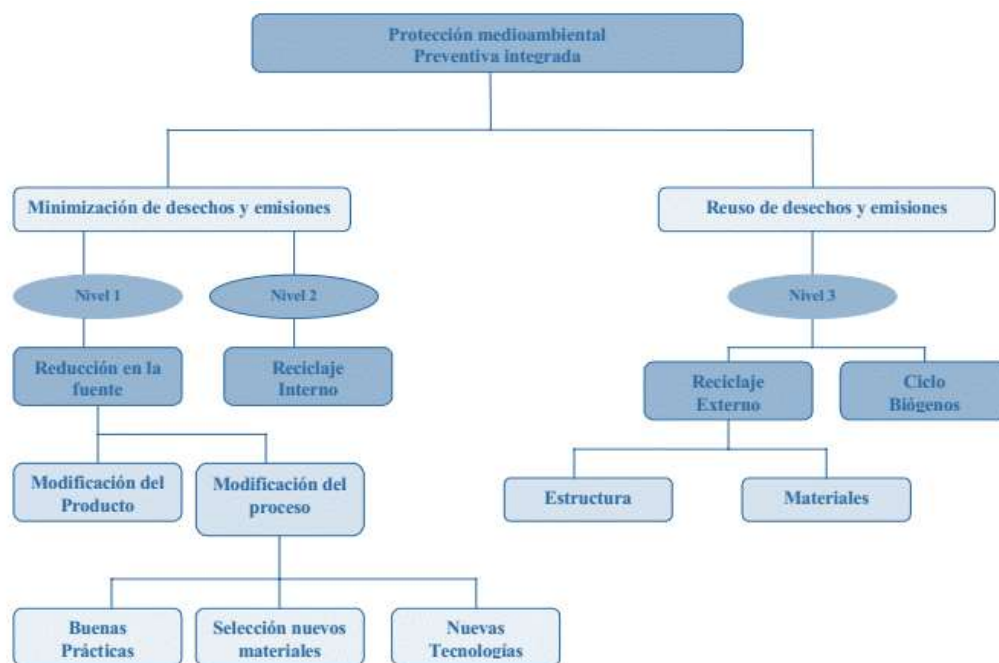 Protección medioambiental
Preventiva integrada
Minimización de desechos y emisiones
Reuso de desechos y emisiones
Nivel 1
Nivel 2
Nivel 3
Reducción en la
fuente
Reciclaje
Interno
Reciclaje
Externo
Ciclo
Biógenos
Modificación del
Producto
Modificación del
proceso
Estructura
Materiales
Buenas
Prácticas
Selección nuevos
materiales
Nuevas
Tecnologías